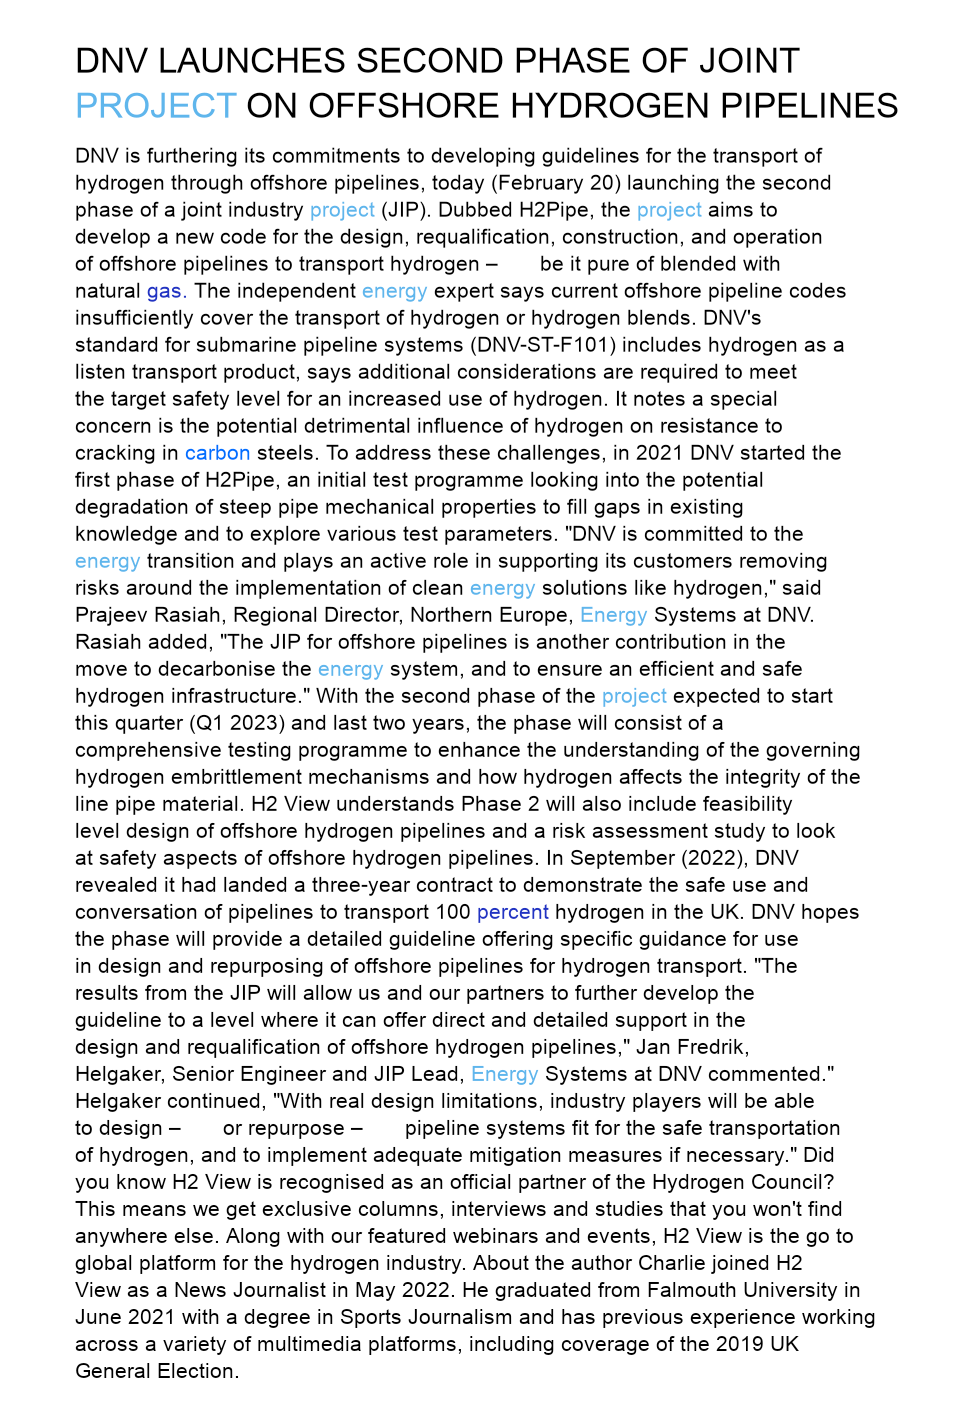 DNV LAUNCHES SECOND PHASE OF JOINT
PROJECT ON OFFSHORE HYDROGEN PIPELINES
DNV is furthering its commitments to developing guidelines for the transport of
hydrogen through offshore pipelines, today (February 20) launching the second
phase of a joint industry project (JIP). Dubbed H2Pipe, the project aims to
develop a new code for the design, requalification, construction, and operation
of offshore pipelines to transport hydrogen – be it pure of blended with
natural gas. The independent energy expert says current offshore pipeline codes
insufficiently cover the transport of hydrogen or hydrogen blends. DNV's
standard for submarine pipeline systems (DNV-ST-F101) includes hydrogen as a
listen transport product, says additional considerations are required to meet
the target safety level for an increased use of hydrogen. It notes a special
concern is the potential detrimental influence of hydrogen on resistance to
cracking in carbon steels. To address these challenges, in 2021 DNV started the
first phase of H2Pipe, an initial test programme looking into the potential
degradation of steep pipe mechanical properties to fill gaps in existing
knowledge and to explore various test parameters. "DNV is committed to the
energy transition and plays an active role in supporting its customers removing
risks around the implementation of clean energy solutions like hydrogen," said
Prajeev Rasiah, Regional Director, Northern Europe, Energy Systems at DNV.
Rasiah added, "The JIP for offshore pipelines is another contribution in the
move to decarbonise the energy system, and to ensure an efficient and safe
hydrogen infrastructure." With the second phase of the project expected to start
this quarter (Q1 2023) and last two years, the phase will consist of a
comprehensive testing programme to enhance the understanding of the governing
hydrogen embrittlement mechanisms and how hydrogen affects the integrity of the
line pipe material. H2 View understands Phase 2 will also include feasibility
level design of offshore hydrogen pipelines and a risk assessment study to look
at safety aspects of offshore hydrogen pipelines. In September (2022), DNV
revealed it had landed a three-year contract to demonstrate the safe use and
conversation of pipelines to transport 100 percent hydrogen in the UK. DNV hopes
the phase will provide a detailed guideline offering specific guidance for use
in design and repurposing of offshore pipelines for hydrogen transport. "The
results from the JIP will allow us and our partners to further develop the
guideline to a level where it can offer direct and detailed support in the
design and requalification of offshore hydrogen pipelines," Jan Fredrik,
Helgaker, Senior Engineer and JIP Lead, Energy Systems at DNV commented."
Helgaker continued, "With real design limitations, industry players will be able
to design – or repurpose – pipeline systems fit for the safe transportation
of hydrogen, and to implement adequate mitigation measures if necessary." Did
you know H2 View is recognised as an official partner of the Hydrogen Council?
This means we get exclusive columns, interviews and studies that you won't find
anywhere else. Along with our featured webinars and events, H2 View is the go to
global platform for the hydrogen industry. About the author Charlie joined H2
View as a News Journalist in May 2022. He graduated from Falmouth University in
June 2021 with a degree in Sports Journalism and has previous experience working
across a variety of multimedia platforms, including coverage of the 2019 UK
General Election.